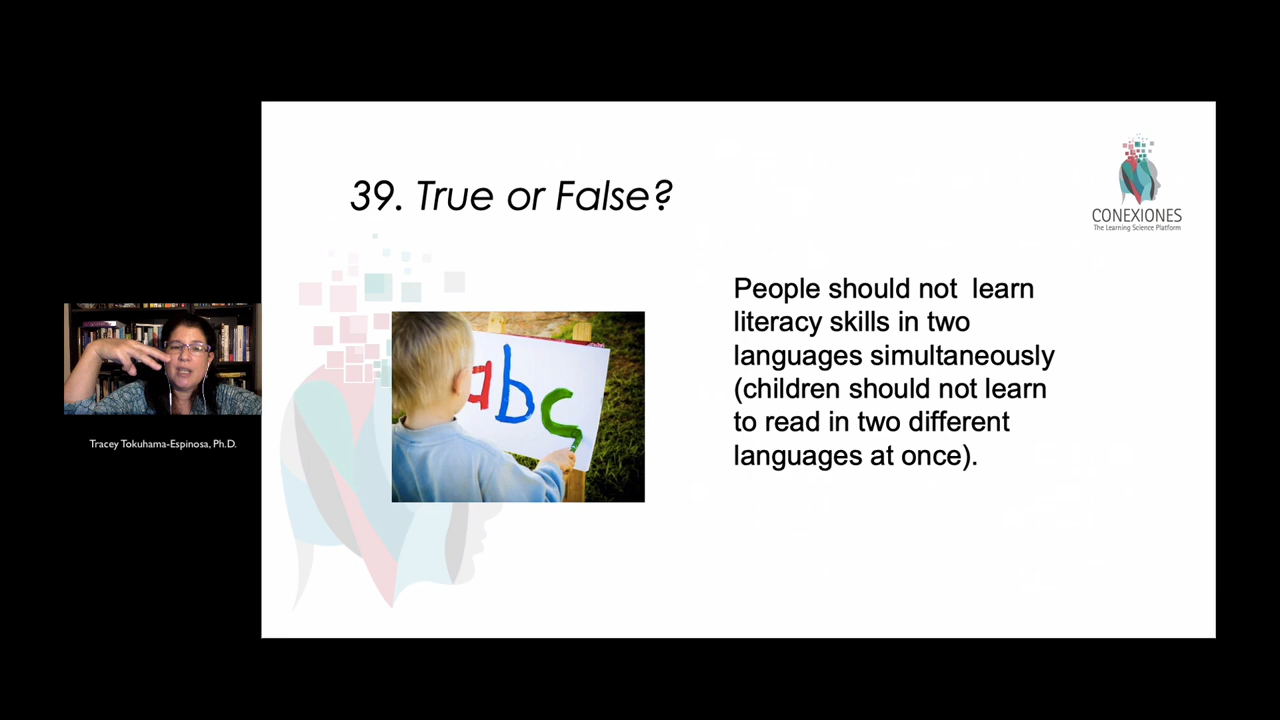 39. True or False?
CONEXIONES
The Learning Science Platform
People should not learn
literacy skills in two
languages simultaneously
(children should not learn
to read in two different
languages at once).
abc
Tracey Tokuhama-Espinosa, Ph.D.